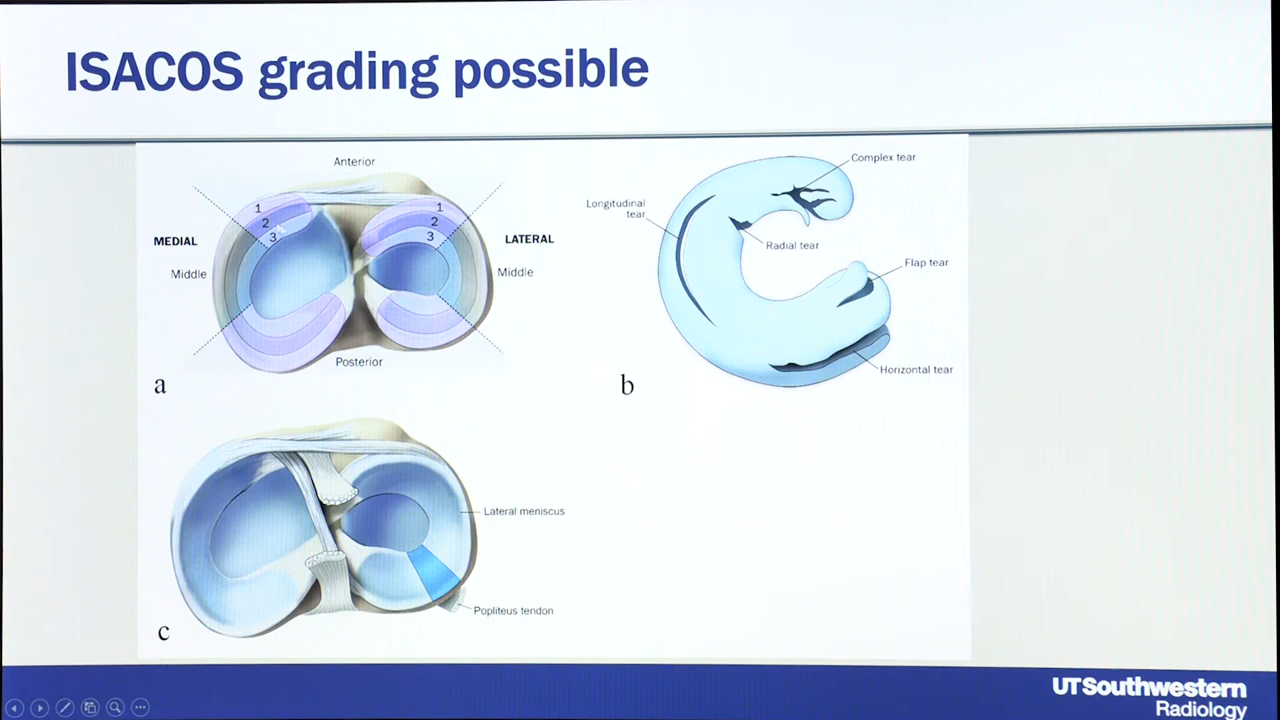 ISACOS grading possible
Anterior
1
2
3
1
2
3
MEDIAL
LATERAL
Middle
Middle
Posterior
a
Complex tear
Longitudinal
tear
Radial tear
Flap tear
Horizontal tear
b
Lateral meniscus
Popliteus tendon
c
UTSouthwestern
Radiology